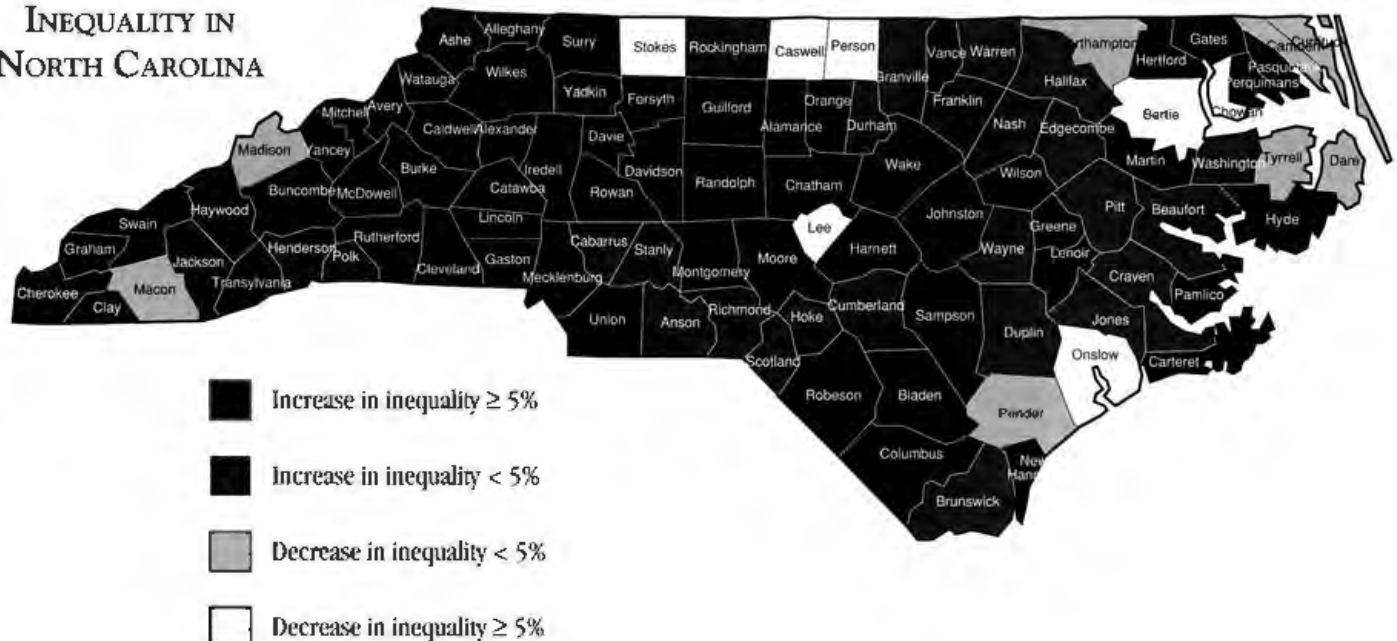 INEQUALITY IN
NORTH CAROLINA
Ashe
Alleghany
Surry
Stokes
Rockingham
Caswell
Person
Vance
Warren
rthampton
Gates
Camden
Currituck
Hertford
Pasquotank
Perquimans
Watauga
Wilkes
Yadkin
Forsyth
Guilford
Orange
Granville
Halifax
Franklin
Bertie
Chowan
Mitchell
Avery
Caldwell
Alexander
Davie
Alamance
Durham
Nash
Edgecombe
Madison
Yancey
Burke
Iredell
Davidson
Wake
Martin
Washington
Tyrrell
Dare
Buncombe
McDowell
Catawba
Rowan
Randolph
Chatham
Wilson
Haywood
Lincoln
Johnston
Greene
Pitt
Beaufort
Hyde
Swain
Rutherford
Cabarrus
Stanly
Lee
Harnett
Wayne
Lenoir
Graham
Jackson
Henderson
Polk
Cleveland
Gaston
Mecklenburg
Montgomery
Moore
Craven
Pamlico
Cherokee
Clay
Macon
Transylvania
Union
Anson
Richmond
Hoke
Cumberland
Sampson
Duplin
Jones
Scotland
Onslow
Carteret
Robeson
Bladen
Pender
Columbus
New
Han
Brunswick
Increase in inequality ≥ 5%
Increase in inequality < 5%
Decrease in inequality < 5%
Decrease in inequality ≥ 5%